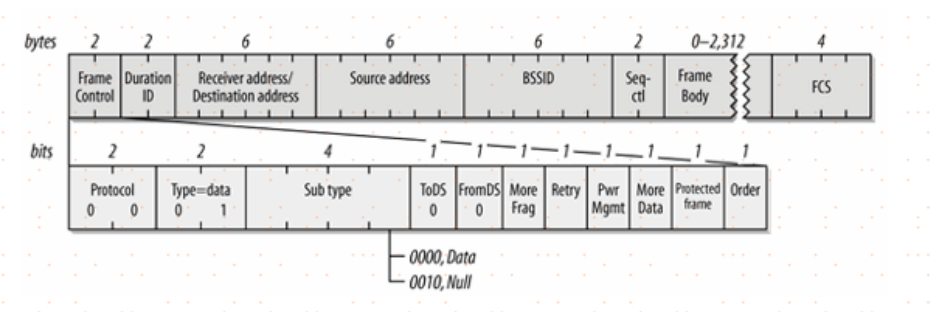 bytes 2 2 6 6 6 2 0–2,312 4
Frame Control Duration ID Receiver address/ Destination address Source address BSSID Seq- ctl Frame Body FCS
bits 2 2 4 1 1 1 1 1 1 1 1
Protocol 0 0 Type=data 0 1 Sub type ToDS 0 FromDS 0 More Frag Retry Pwr Mgmt More Data Protected frame Order
0000, Data
0010, Null